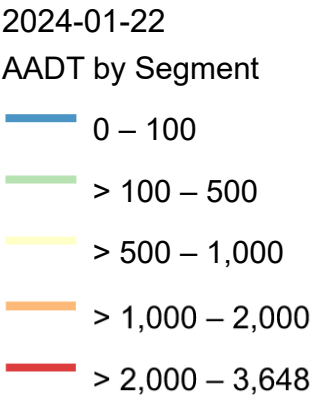 2024-01-22
AADT by Segment
0 – 100
> 100 – 500
> 500 – 1,000
> 1,000 – 2,000
> 2,000 – 3,648